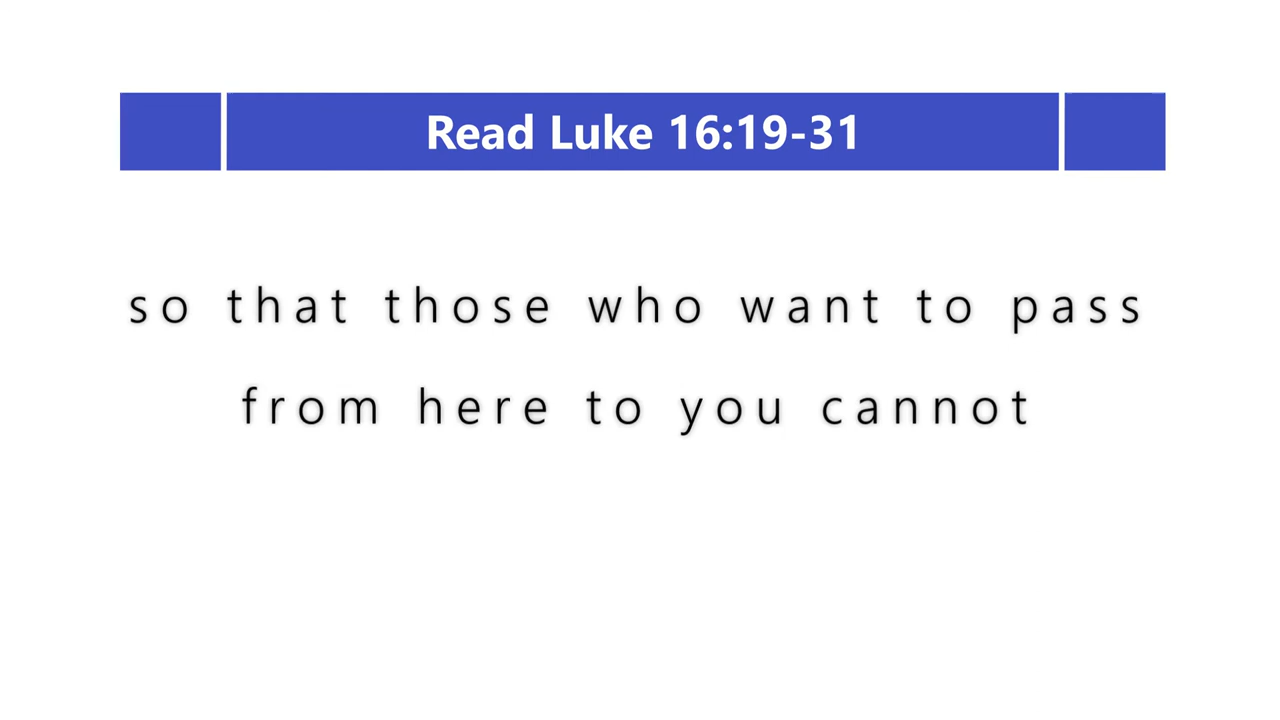 Read Luke 16:19-31
so that those who want to pass
from here to you cannot